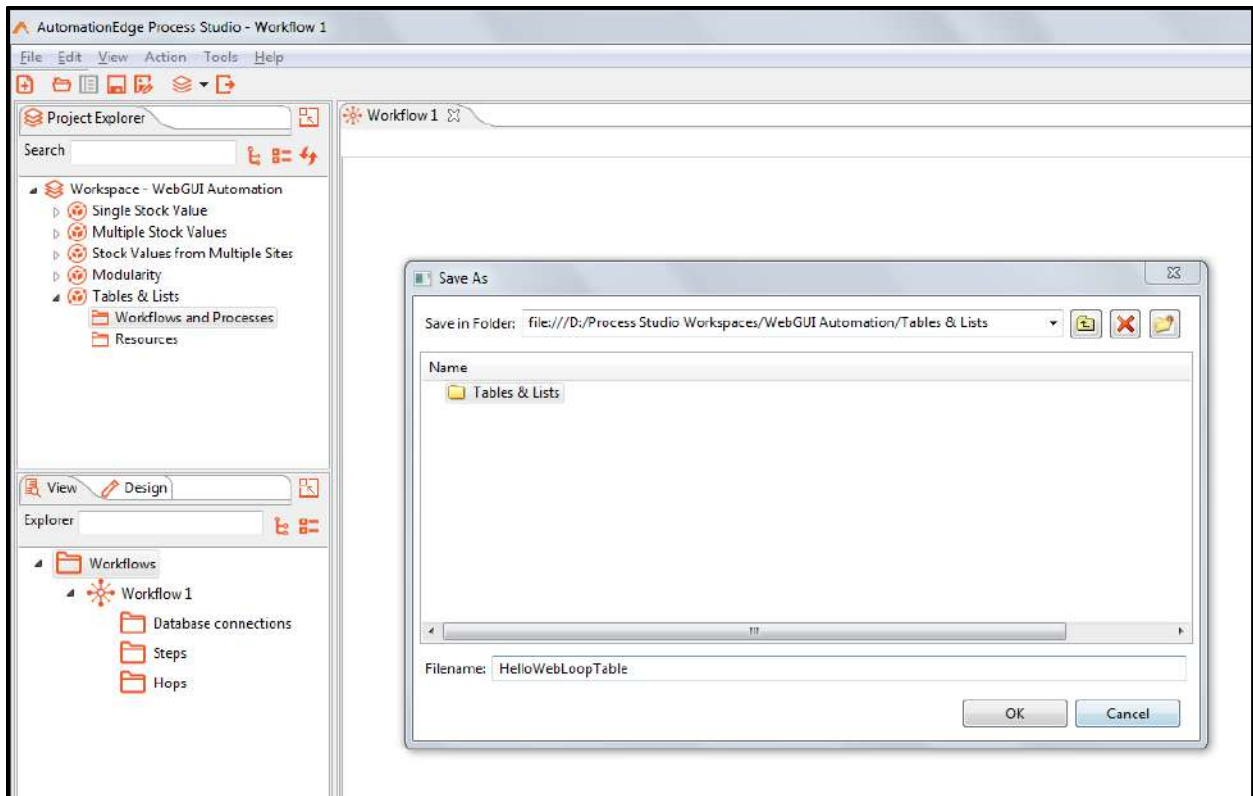 AutomationEdge Process Studio - Workflow 1
File Edit View Action Tools Help
Project Explorer
Search
Workspace - WebGUI Automation
Single Stock Value
Multiple Stock Values
Stock Values from Multiple Sites
Modularity
Tables & Lists
Workflows and Processes
Resources
View Design
Explorer
Workflows
Workflow 1
Database connections
Steps
Hops
Workflow 1
Save As
Save in Folder: file:///D:/Process Studio Workspaces/WebGUI Automation/Tables & Lists
Name
Tables & Lists
Filename: HelloWebLoopTable
OK Cancel